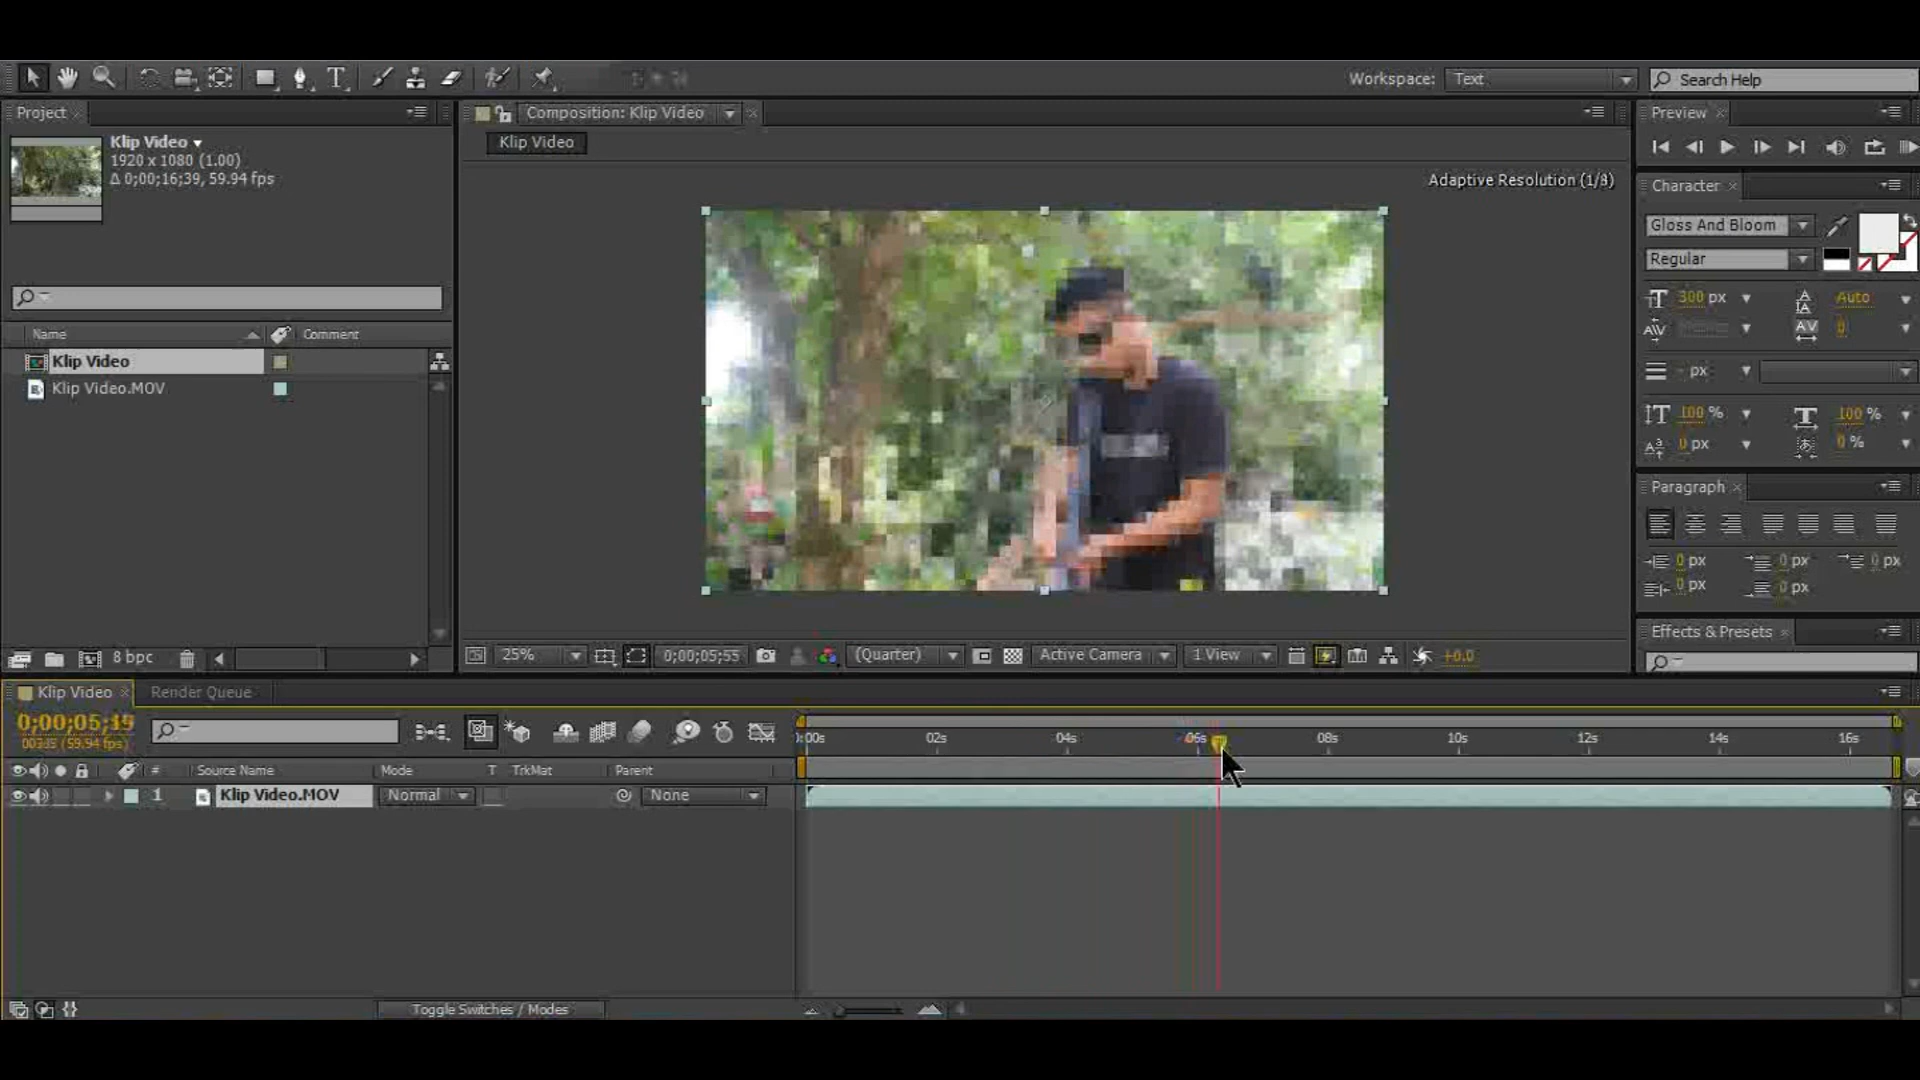 Workspace: Text
Search Help
Project
Klip Video
1920 x 1080 (1.00)
Δ 0;00;16;39, 59.94 fps
Name
Comment
Klip Video
Klip Video.MOV
8 bpc
Composition: Klip Video
Klip Video
Adaptive Resolution (1/8)
25%
0;00;05;55
(Quarter)
Active Camera
1 View
+0.0
Preview
Character
Gloss And Bloom
Regular
300 px
Auto
0
- px
100 %
100 %
0 px
0 %
Paragraph
0 px
0 px
0 px
0 px
0 px
Effects & Presets
Klip Video
Render Queue
(59.94 fps)
:00s
02s
04s
06s
08s
10s
12s
14s
16s
#
Source Name
Mode
T
TrkMat
Parent
1
Klip Video.MOV
Normal
None
Toggle Switches / Modes